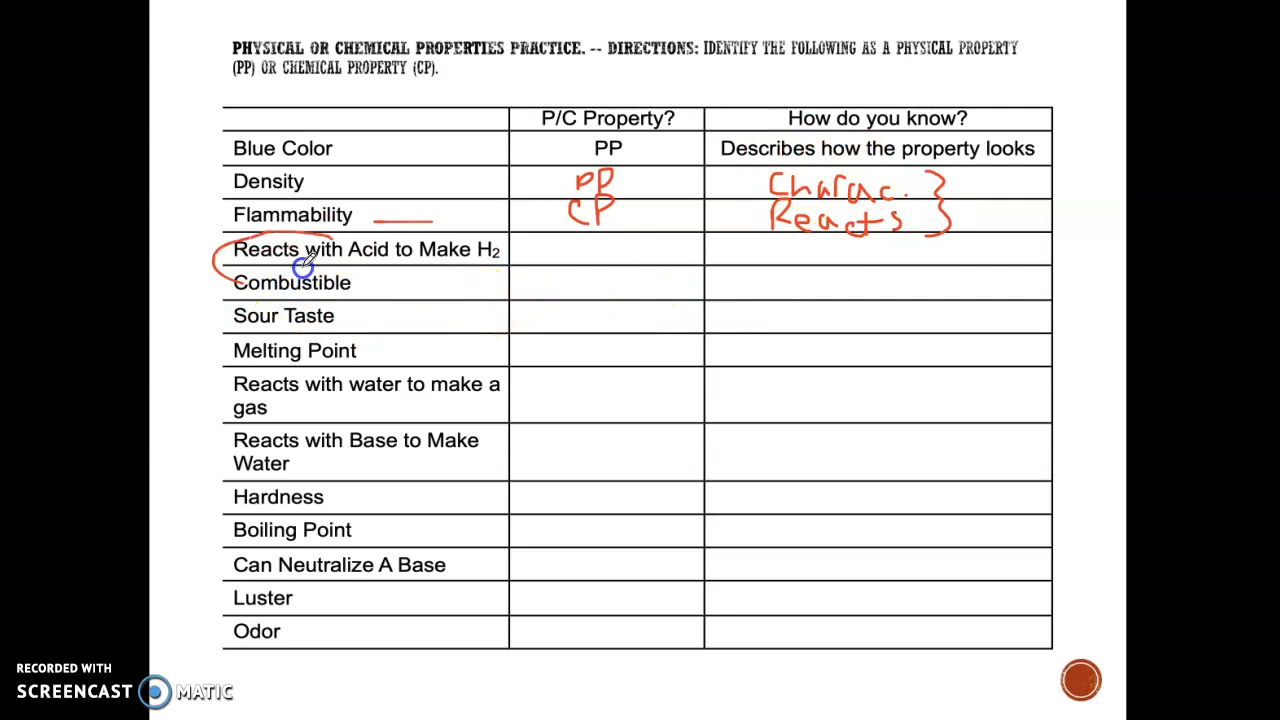 PHYSICAL OR CHEMICAL PROPERTIES PRACTICE. -- DIRECTIONS: IDENTIFY THE FOLLOWING AS A PHYSICAL PROPERTY
(PP) OR CHEMICAL PROPERTY (CP).
P/C Property? How do you know?
Blue Color PP Describes how the property looks
Density PP Charac.
Flammability CP Reacts
Reacts with Acid to Make H₂
Combustible
Sour Taste
Melting Point
Reacts with water to make a
gas
Reacts with Base to Make
Water
Hardness
Boiling Point
Can Neutralize A Base
Luster
Odor
RECORDED WITH
SCREENCAST MATIC